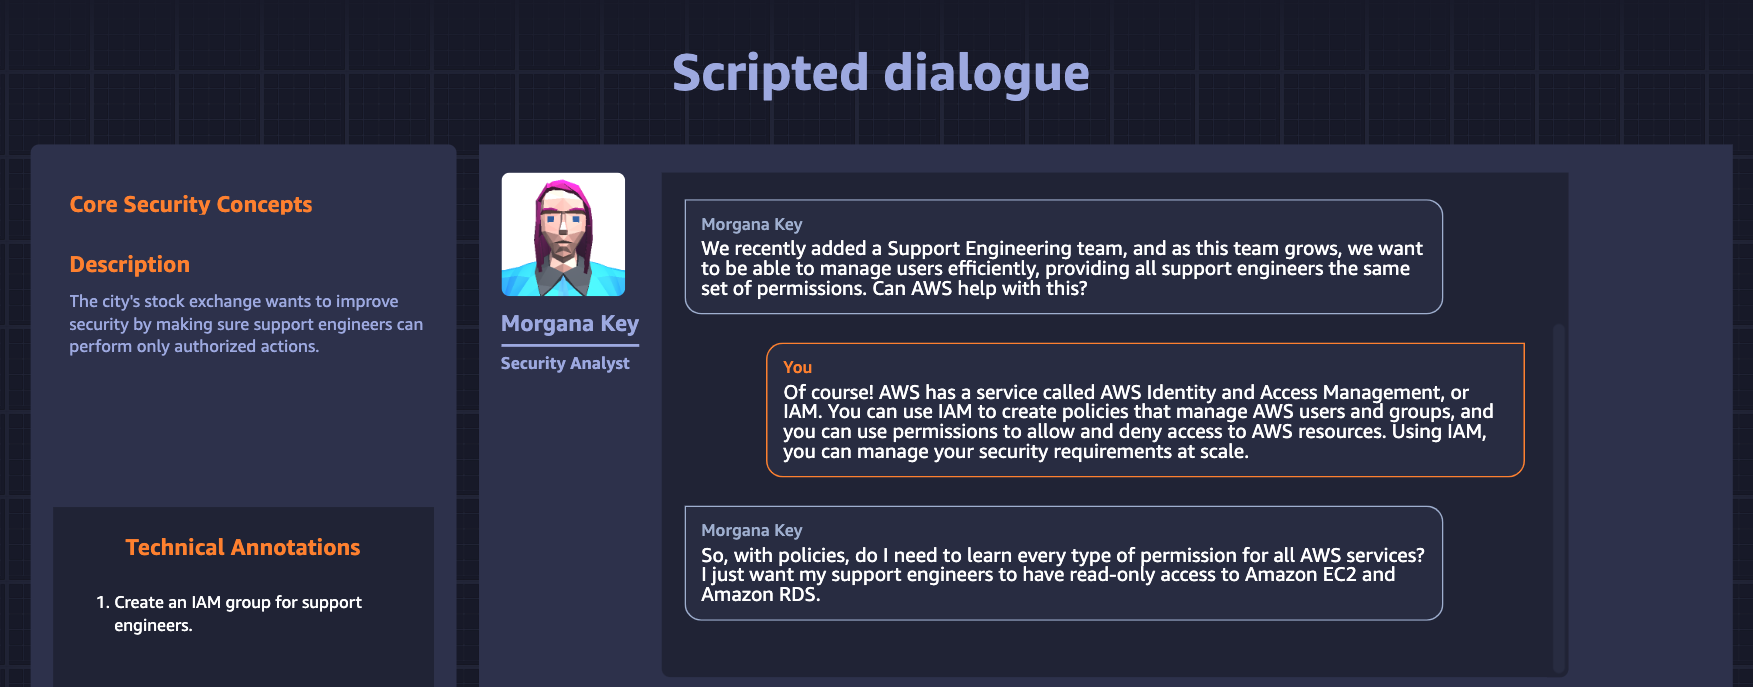 Scripted dialogue
Core Security Concepts
Description
The city's stock exchange wants to improve
security by making sure support engineers can
perform only authorized actions.
Technical Annotations
1. Create an IAM group for support
engineers.
Morgana Key
Security Analyst
Morgana Key
We recently added a Support Engineering team, and as this team grows, we want
to be able to manage users efficiently, providing all support engineers the same
set of permissions. Can AWS help with this?
You
Of course! AWS has a service called AWS Identity and Access Management, or
IAM. You can use IAM to create policies that manage AWS users and groups, and
you can use permissions to allow and deny access to AWS resources. Using IAM,
you can manage your security requirements at scale.
Morgana Key
So, with policies, do I need to learn every type of permission for all AWS services?
I just want my support engineers to have read-only access to Amazon EC2 and
Amazon RDS.